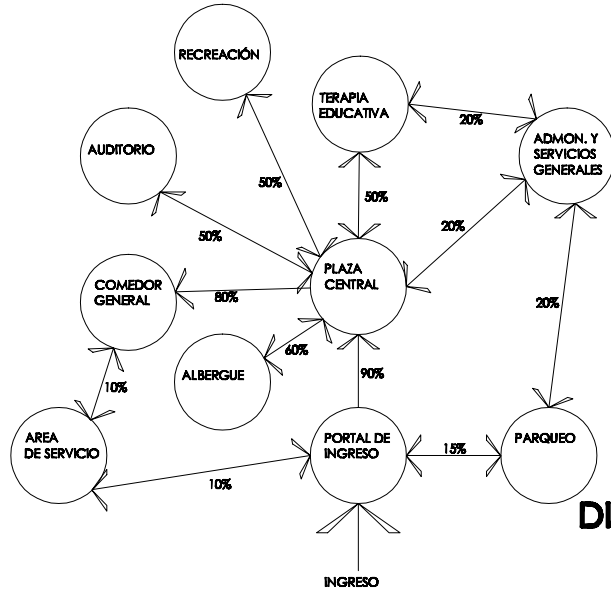 RECREACIÓN
TERAPIA
EDUCATIVA
20%
ADMON. Y
SERVICIOS
GENERALES
AUDITORIO
50%
50%
50%
20%
PLAZA
CENTRAL
COMEDOR
GENERAL
80%
20%
60%
ALBERGUE
90%
10%
AREA
DE SERVICIO
PORTAL DE
INGRESO
15%
PARQUEO
10%
DI
INGRESO